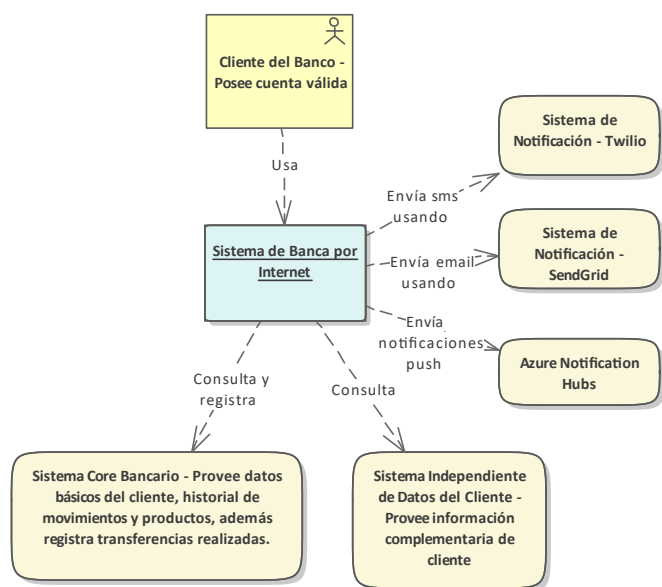 Cliente del Banco -
Posee cuenta válida
Usa
Sistema de Banca por
Internet
Envía sms
usando
Sistema de
Notificación - Twilio
Envía email
usando
Sistema de
Notificación -
SendGrid
Envía
notificaciones
push
Azure Notification
Hubs
Consulta y
registra
Consulta
Sistema Core Bancario - Provee datos
básicos del cliente, historial de
movimientos y productos, además
registra transferencias realizadas.
Sistema Independiente
de Datos del Cliente -
Provee información
complementaria de
cliente